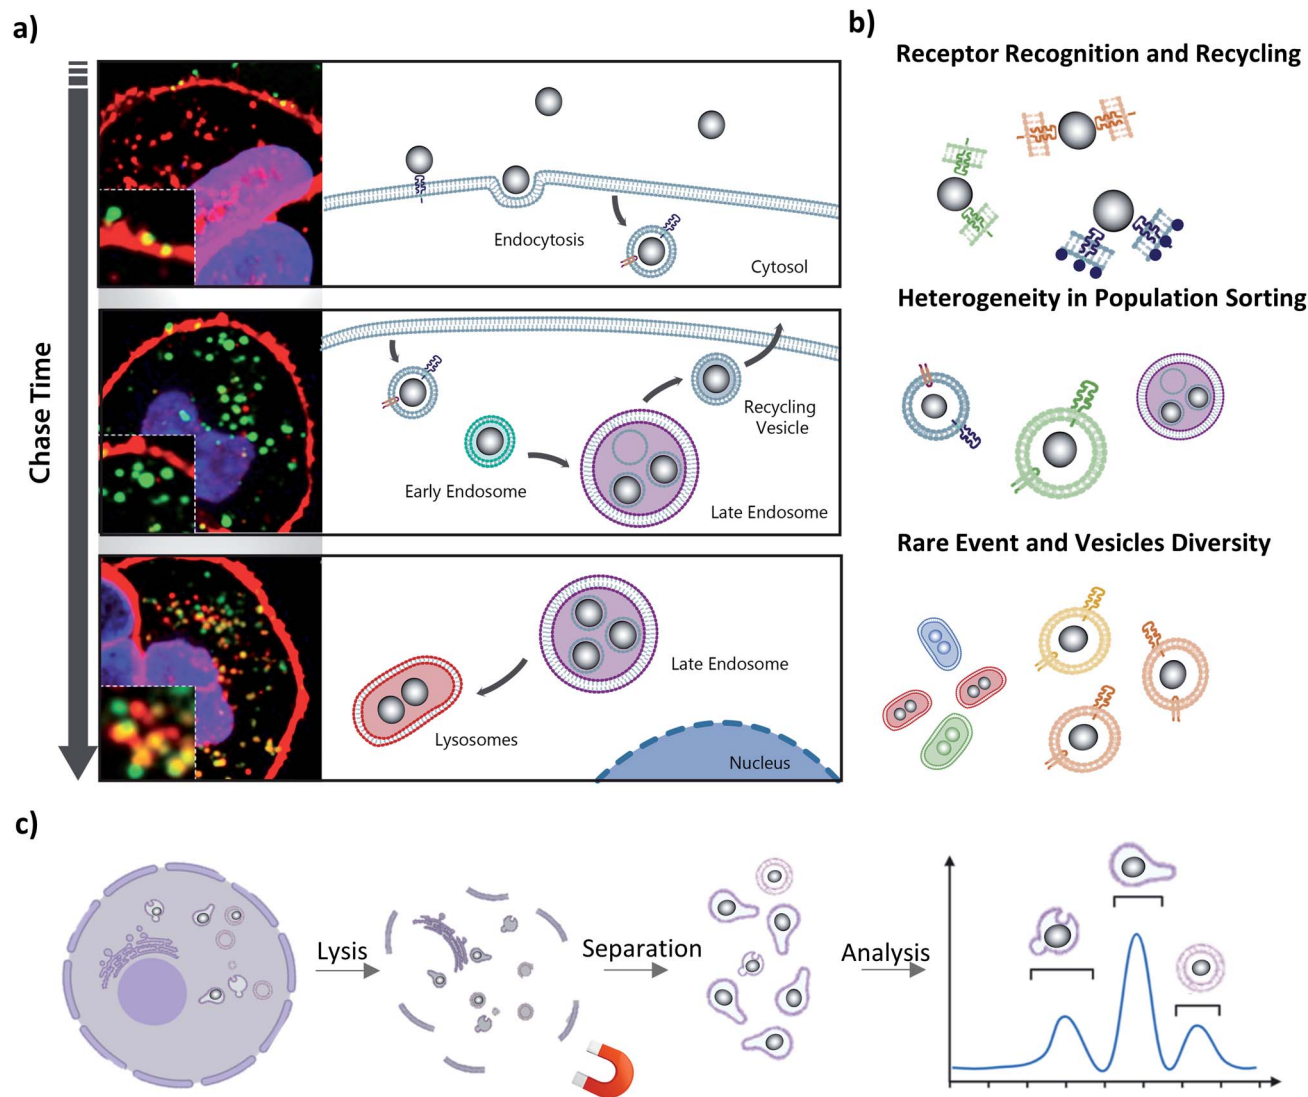 a)
Chase Time
Endocytosis
Cytosol
Early Endosome
Recycling
Vesicle
Late Endosome
Late Endosome
Lysosomes
Nucleus
b)
Receptor Recognition and Recycling
Heterogeneity in Population Sorting
Rare Event and Vesicles Diversity
c)
Lysis
Separation
Analysis